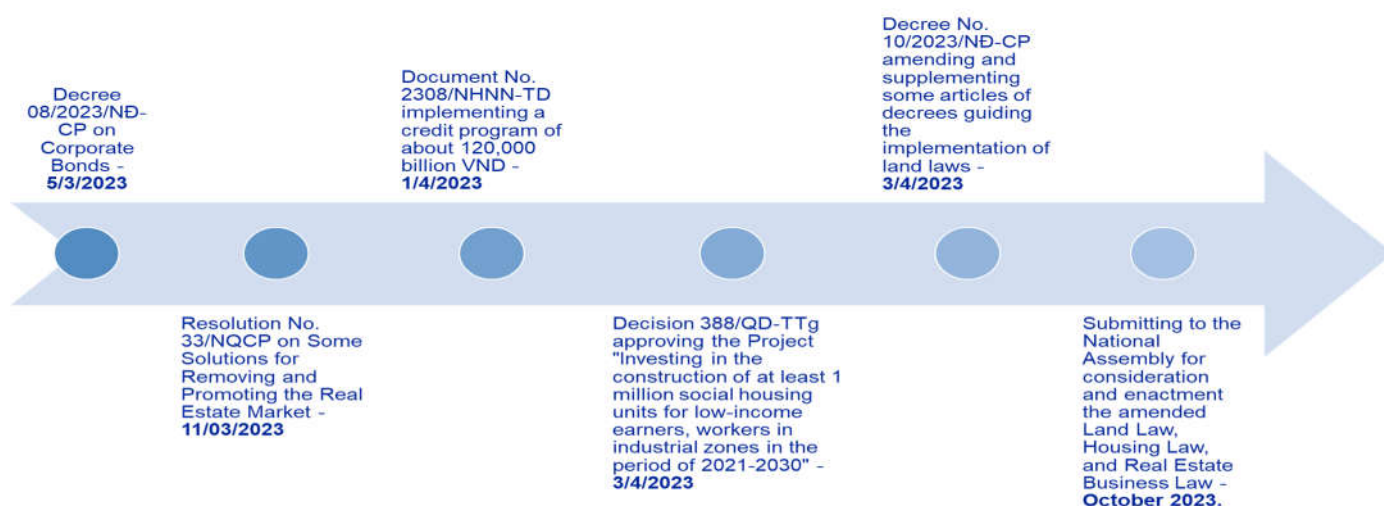 Decree
08/2023/NĐ-
CP on
Corporate
Bonds -
5/3/2023
Resolution No.
33/NQCP on Some
Solutions for
Removing and
Promoting the Real
Estate Market -
11/03/2023
Document No.
2308/NHNN-TD
implementing a
credit program of
about 120,000
billion VND -
1/4/2023
Decision 388/QD-TTg
approving the Project
"Investing in the
construction of at least 1
million social housing
units for low-income
earners, workers in
industrial zones in the
period of 2021-2030" -
3/4/2023
Decree No.
10/2023/NĐ-CP
amending and
supplementing
some articles of
decrees guiding
the
implementation of
land laws -
3/4/2023
Submitting to the
National
Assembly for
consideration
and enactment
the amended
Land Law,
Housing Law,
and Real Estate
Business Law -
October 2023.